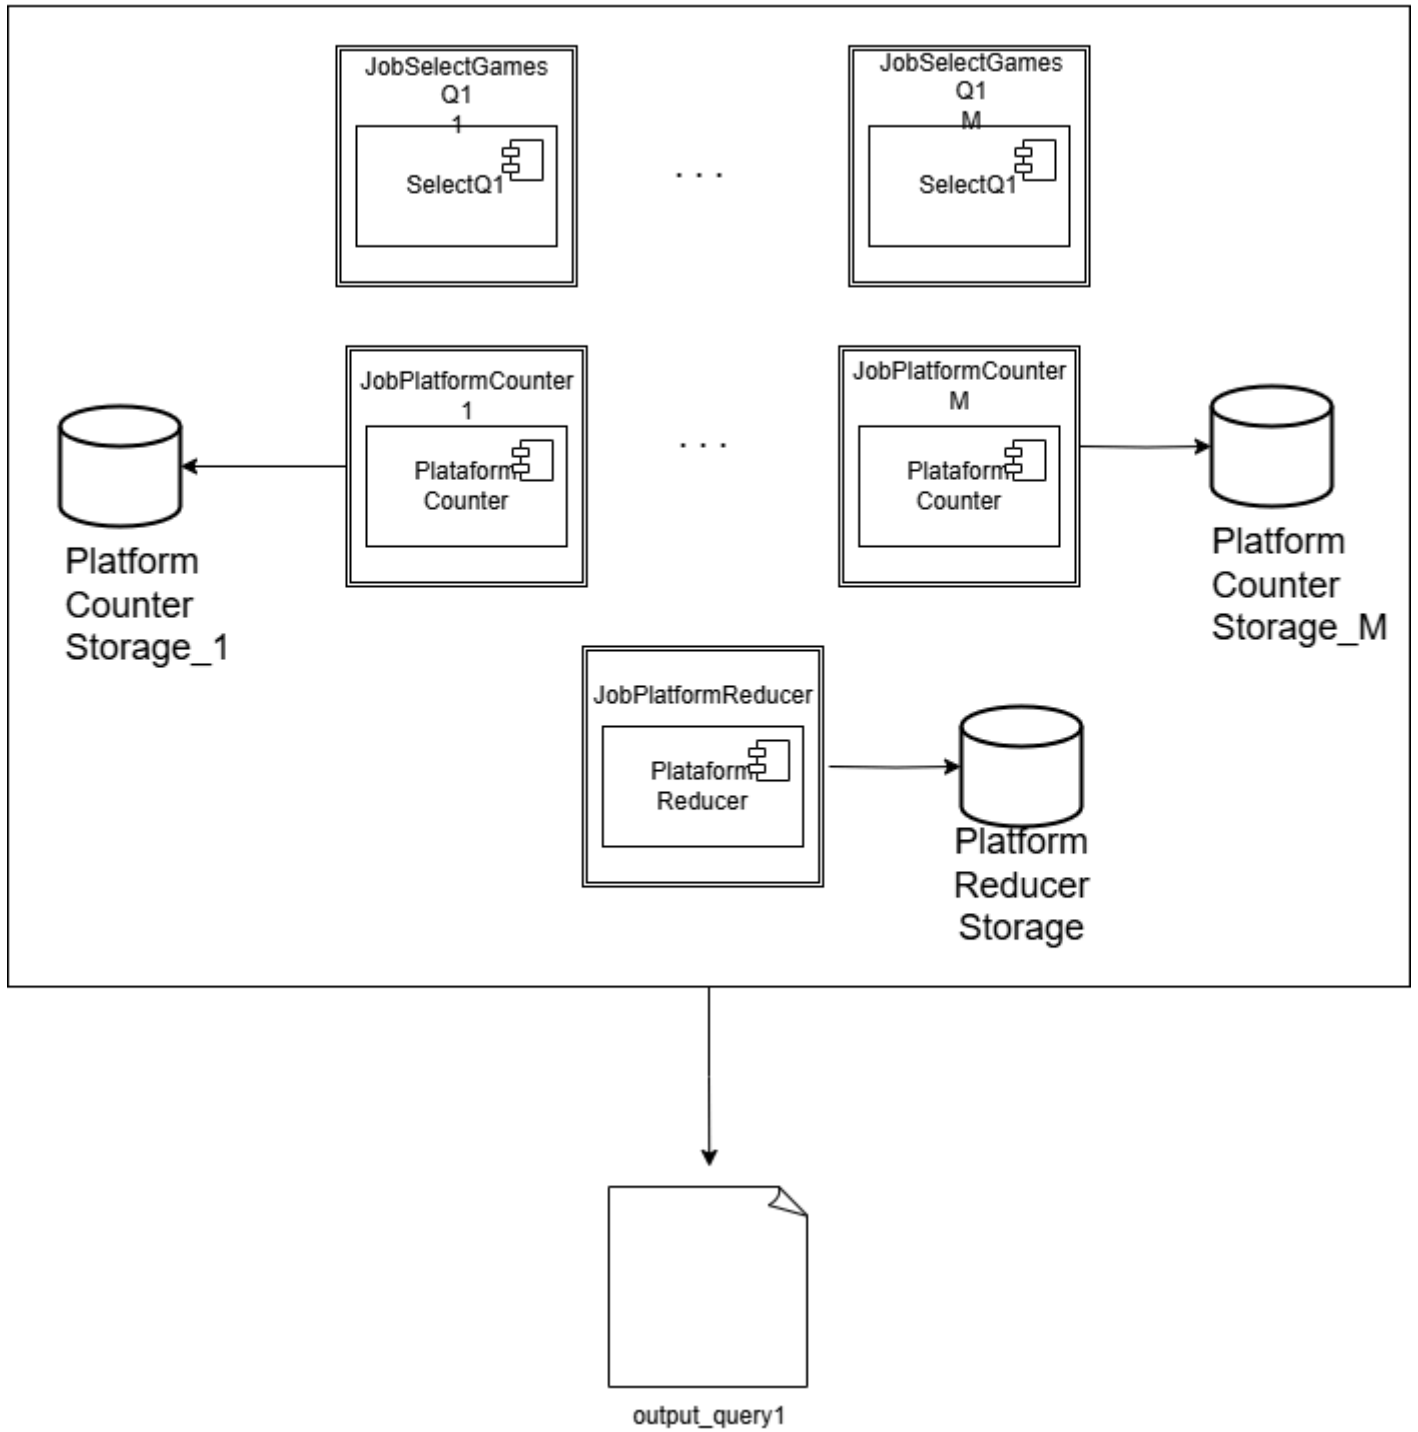 JobSelectGames
Q1
1
SelectQ1
. . .
JobSelectGames
Q1
M
SelectQ1
JobPlatformCounter
1
Plataform
Counter
. . .
JobPlatformCounter
M
Plataform
Counter
Platform
Counter
Storage_1
Platform
Counter
Storage_M
JobPlatformReducer
Plataform
Reducer
Platform
Reducer
Storage
output_query1